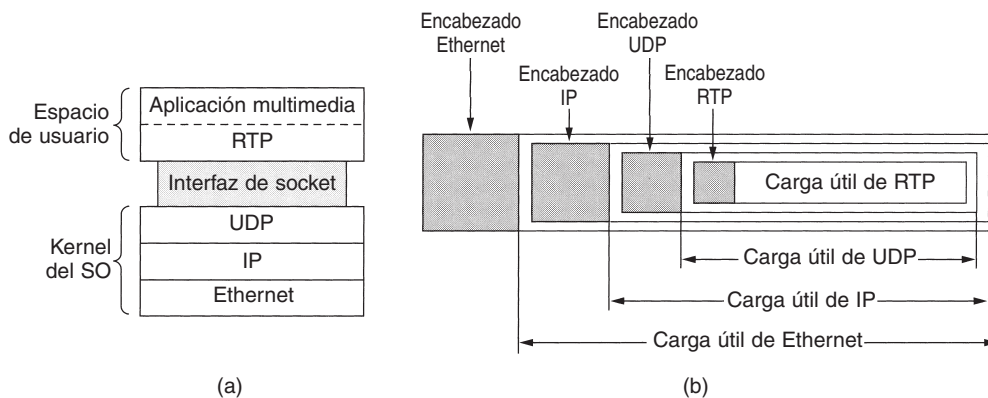 Espacio
de usuario
Aplicación multimedia
RTP
Interfaz de socket
Kernel
del SO
UDP
IP
Ethernet
(a)
Encabezado
Ethernet
Encabezado
IP
Encabezado
UDP
Encabezado
RTP
Carga útil de RTP
Carga útil de UDP
Carga útil de IP
Carga útil de Ethernet
(b)